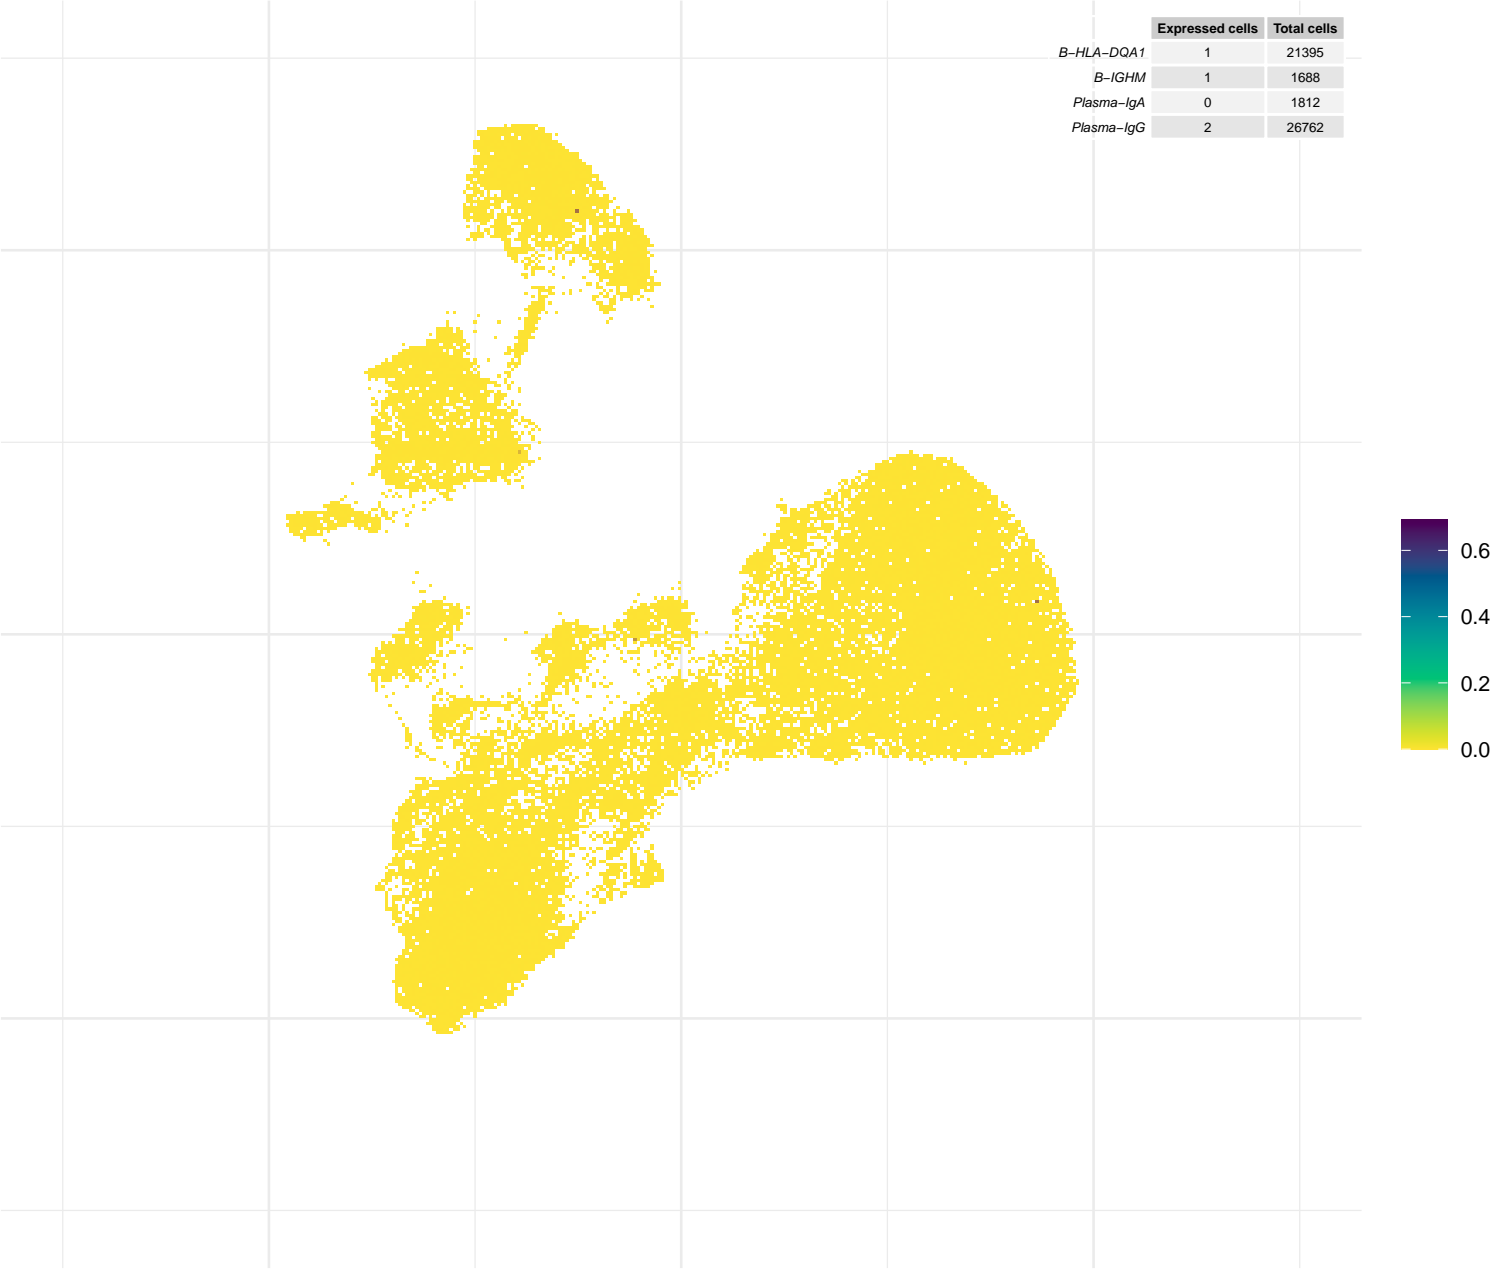 Expressed cells Total cells
B−HLA−DQA1 1 21395
B−IGHM 1 1688
Plasma−IgA 0 1812
Plasma−IgG 2 26762
0.6
0.4
0.2
0.0